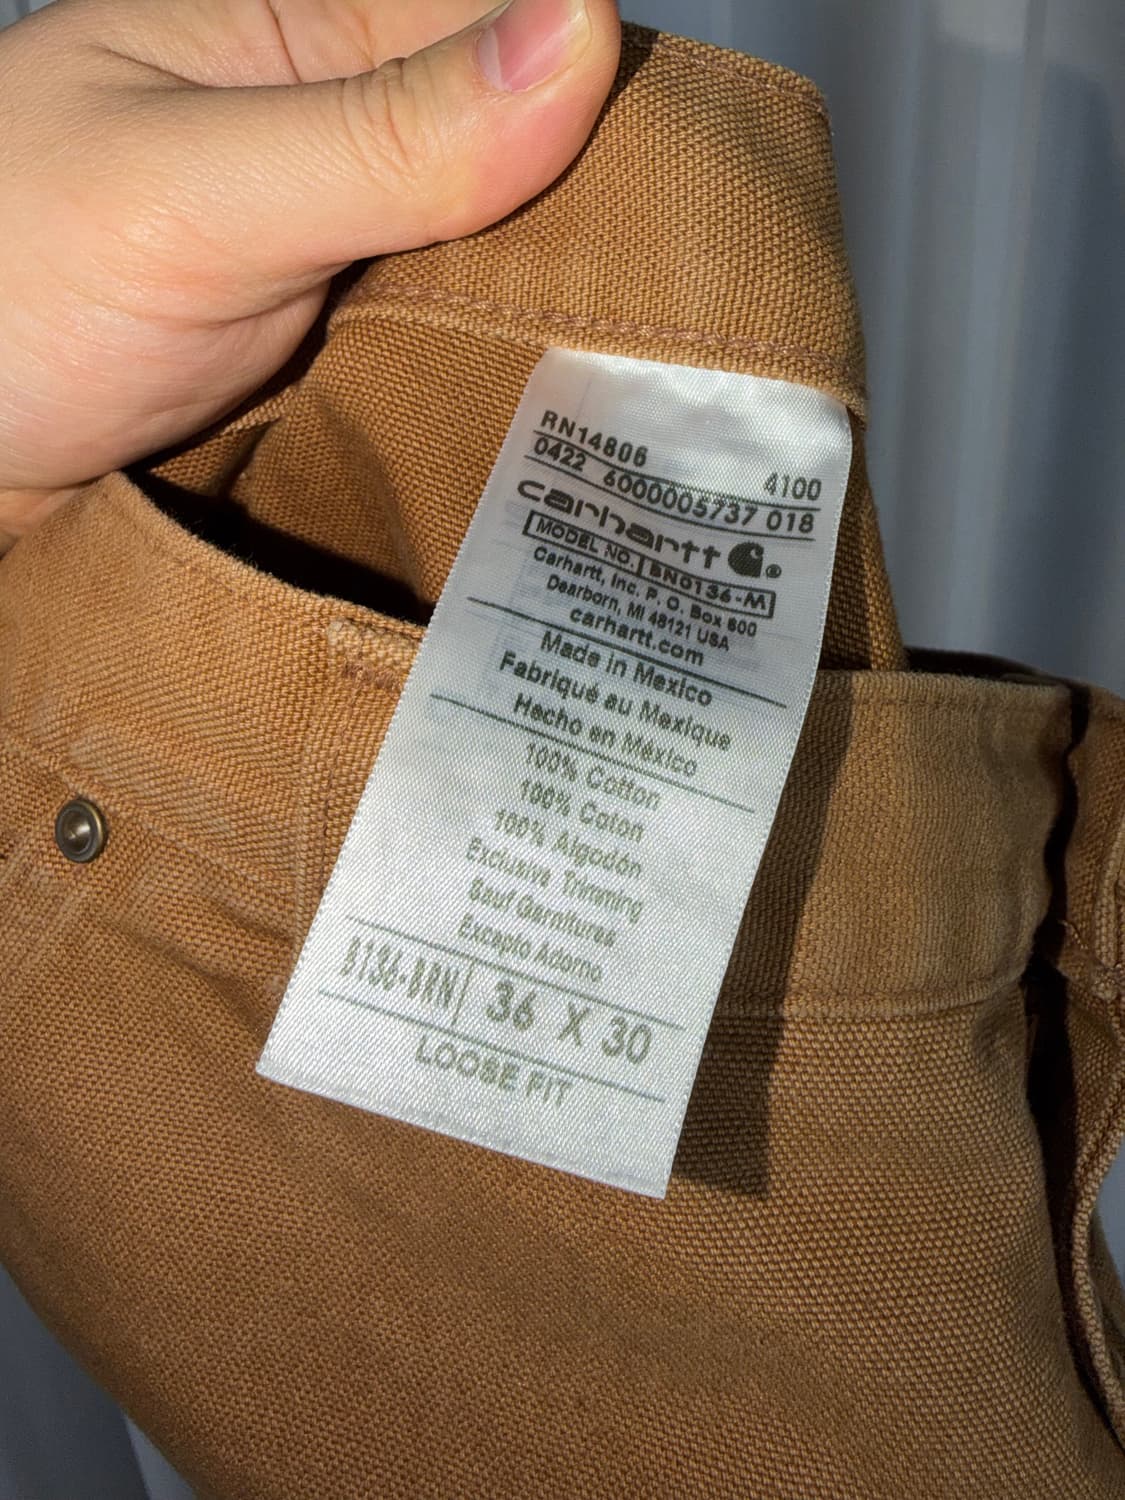 RN14806 4100
0422 6000005737 018
carhartt ®
MODEL NO. BN0136-M
Carhartt, Inc. P. O. Box 600
Dearborn, MI 48121 USA
carhartt.com
Made in Mexico
Fabriqué au Mexique
Hecho en México
100% Cotton
100% Coton
100% Algodón
Exclusive Trimming
Sauf Garnitures
Excepto Adorno
B136-BRN 36 X 30
LOOSE FIT